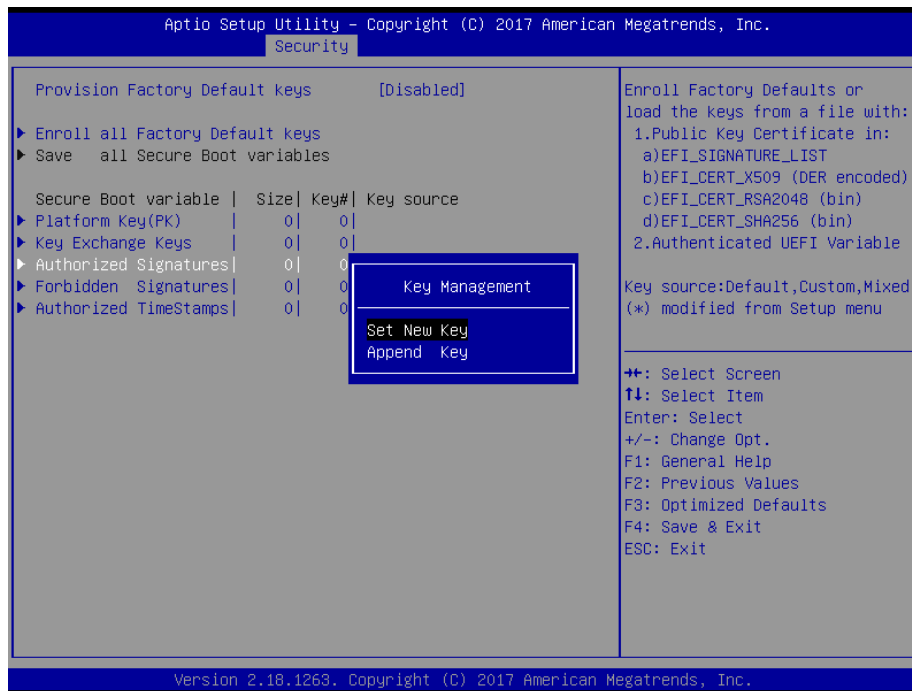 Aptio Setup Utility – Copyright (C) 2017 American Megatrends, Inc.
Security
Provision Factory Default keys [Disabled]
Enroll all Factory Default keys
Save all Secure Boot variables
Secure Boot variable | Size| Key#| Key source
Platform Key(PK) | 0| 0|
Key Exchange Keys | 0| 0|
Authorized Signatures| 0| 0
Forbidden Signatures| 0| 0
Authorized TimeStamps| 0| 0
Key Management
Set New Key
Append Key
Enroll Factory Defaults or
load the keys from a file with:
1.Public Key Certificate in:
a)EFI_SIGNATURE_LIST
b)EFI_CERT_X509 (DER encoded)
c)EFI_CERT_RSA2048 (bin)
d)EFI_CERT_SHA256 (bin)
2.Authenticated UEFI Variable
Key source:Default,Custom,Mixed
(*) modified from Setup menu
→←: Select Screen
↑↓: Select Item
Enter: Select
+/-: Change Opt.
F1: General Help
F2: Previous Values
F3: Optimized Defaults
F4: Save & Exit
ESC: Exit
Version 2.18.1263. Copyright (C) 2017 American Megatrends, Inc.